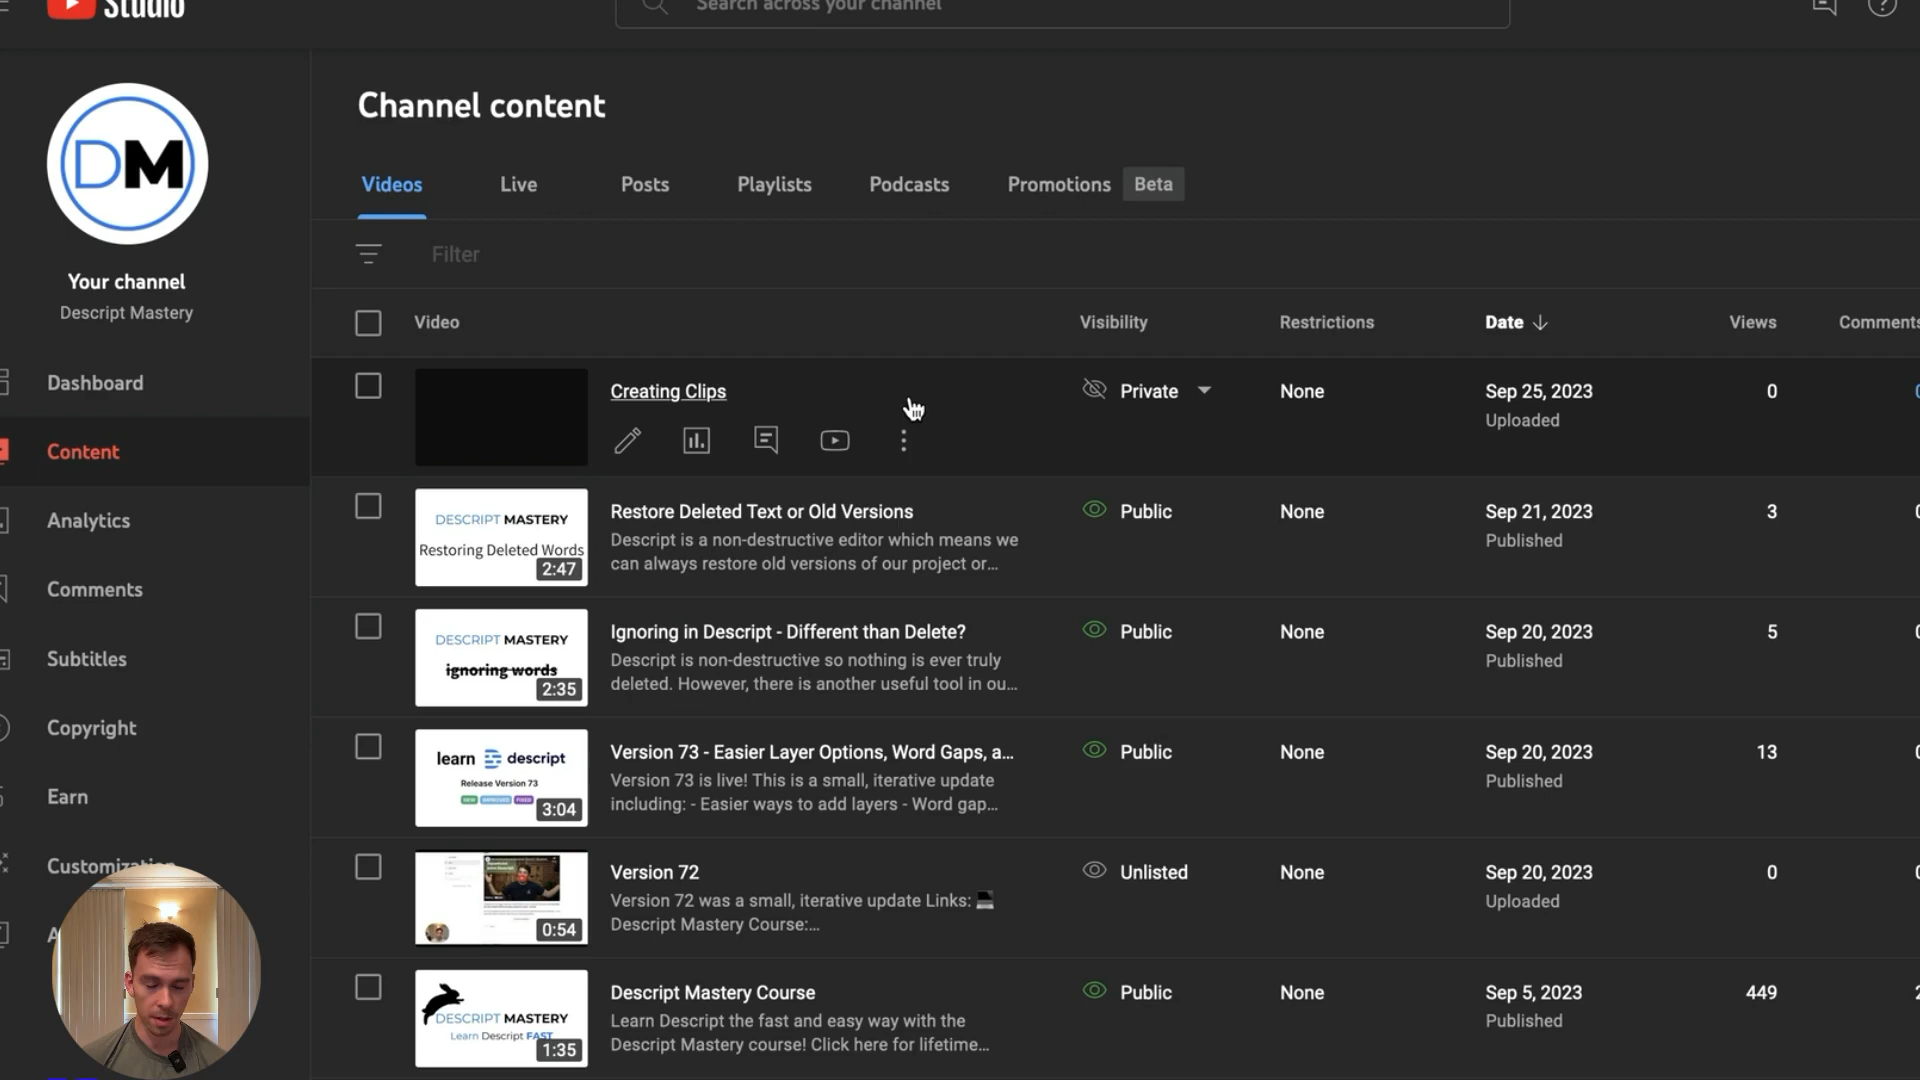 Studio
Search across your channel
DM
Your channel
Descript Mastery
Dashboard
Content
Analytics
Comments
Subtitles
Copyright
Earn
Channel content
Videos
Live
Posts
Playlists
Podcasts
Promotions
Beta
Filter
Video
Visibility
Restrictions
Date
Views
Comments
Creating Clips
Private
None
Sep 25, 2023
Uploaded
0
DESCRIPT MASTERY
Restoring Deleted Words
2:47
Restore Deleted Text or Old Versions
Descript is a non-destructive editor which means we
can always restore old versions of our project or...
Public
None
Sep 21, 2023
Published
3
DESCRIPT MASTERY
ignoring words
2:35
Ignoring in Descript - Different than Delete?
Descript is non-destructive so nothing is ever truly
deleted. However, there is another useful tool in ou...
Public
None
Sep 20, 2023
Published
5
learn descript
Release Version 73
NEW IMPROVED FIXED
3:04
Version 73 - Easier Layer Options, Word Gaps, a...
Version 73 is live! This is a small, iterative update
including: - Easier ways to add layers - Word gap...
Public
None
Sep 20, 2023
Published
13
0:54
Version 72
Version 72 was a small, iterative update Links:
Descript Mastery Course:...
Unlisted
None
Sep 20, 2023
Uploaded
0
DESCRIPT MASTERY
Learn Descript FAST
1:35
Descript Mastery Course
Learn Descript the fast and easy way with the
Descript Mastery course! Click here for lifetime...
Public
None
Sep 5, 2023
Published
449